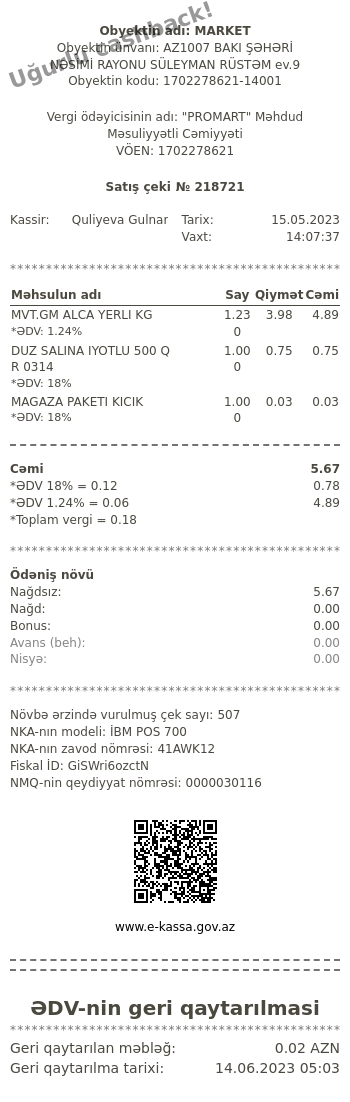 Uğurlu cashback!
Obyektin adı: MARKET
Obyektin ünvanı: AZ1007 BAKI ŞƏHƏRİ
NƏSİMİ RAYONU SÜLEYMAN RÜSTƏM ev.9
Obyektin kodu: 1702278621-14001
Vergi ödəyicisinin adı: "PROMART" Məhdud
Məsuliyyətli Cəmiyyəti
VÖEN: 1702278621
Satış çeki № 218721
Kassir: Quliyeva Gulnar Tarix: 15.05.2023
Vaxt: 14:07:37
********************************************
Məhsulun adı Say Qiymət Cəmi
MVT.GM ALCA YERLI KG 1.23 3.98 4.89
*ƏDV: 1.24% 0
DUZ SALINA IYOTLU 500 Q 1.00 0.75 0.75
R 0314 0
*ƏDV: 18%
MAGAZA PAKETI KICIK 1.00 0.03 0.03
*ƏDV: 18% 0
Cəmi 5.67
*ƏDV 18% = 0.12 0.78
*ƏDV 1.24% = 0.06 4.89
*Toplam vergi = 0.18
********************************************
Ödəniş növü
Nağdsız: 5.67
Nağd: 0.00
Bonus: 0.00
Avans (beh): 0.00
Nisyə: 0.00
********************************************
Növbə ərzində vurulmuş çek sayı: 507
NKA-nın modeli: İBM POS 700
NKA-nın zavod nömrəsi: 41AWK12
Fiskal İD: GiSWri6ozctN
NMQ-nin qeydiyyat nömrəsi: 0000030116
www.e-kassa.gov.az
ƏDV-nin geri qaytarılmasi
********************************************
Geri qaytarılan məbləğ: 0.02 AZN
Geri qaytarılma tarixi: 14.06.2023 05:03